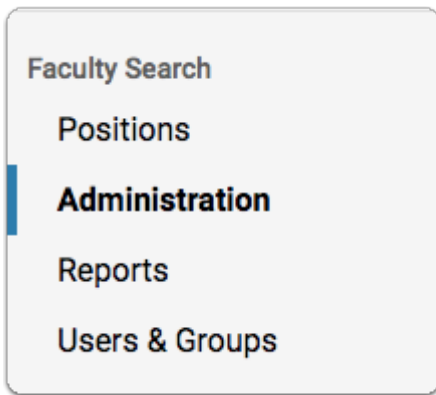 Faculty Search
Positions
Administration
Reports
Users & Groups